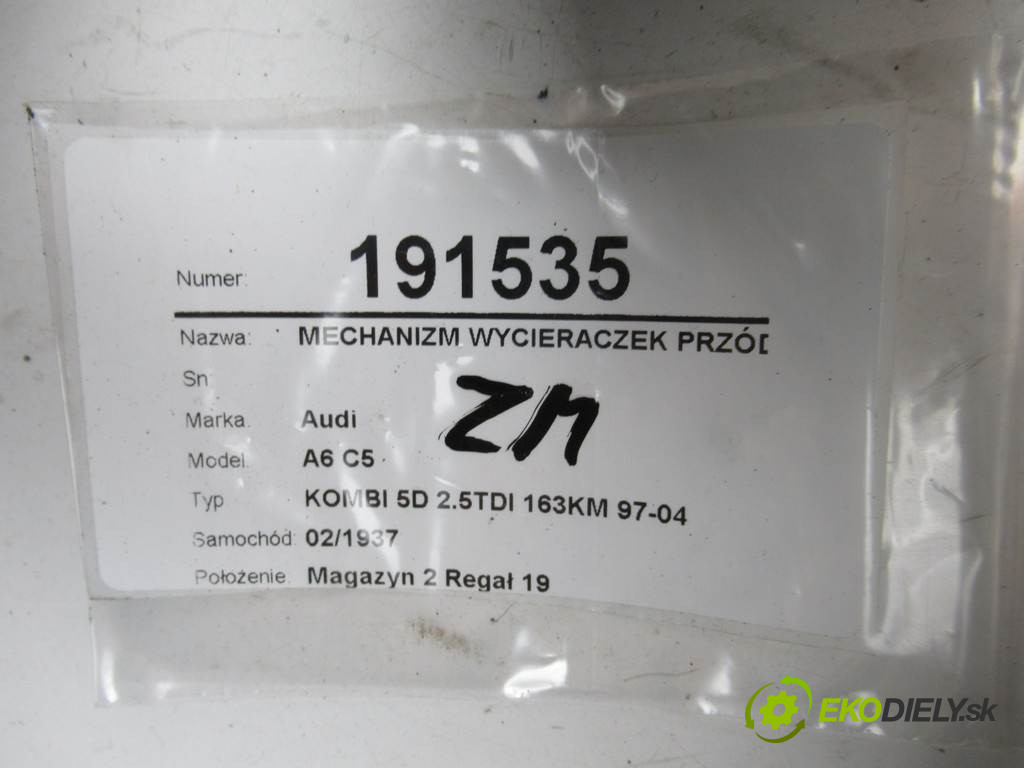 Numer: 191535
Nazwa: MECHANIZM WYCIERACZEK PRZÓD
Sn
Marka: Audi
ZM
Model: A6 C5
Typ KOMBI 5D 2.5TDI 163KM 97-04
Samochód: 02/1937
Położenie: Magazyn 2 Regał 19
EKODIELY.sk